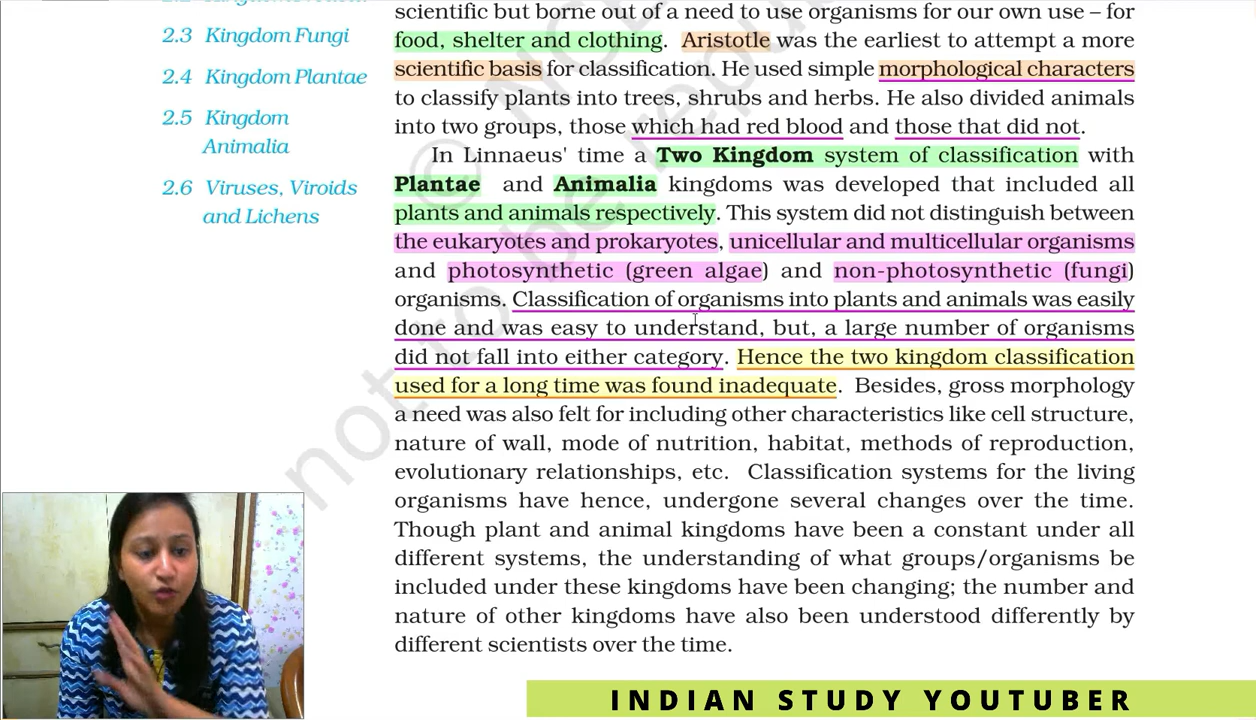 2.3 Kingdom Fungi
2.4 Kingdom Plantae
2.5 Kingdom
Animalia
2.6 Viruses, Viroids
and Lichens
scientific but borne out of a need to use organisms for our own use – for
food, shelter and clothing. Aristotle was the earliest to attempt a more
scientific basis for classification. He used simple morphological characters
to classify plants into trees, shrubs and herbs. He also divided animals
into two groups, those which had red blood and those that did not.
In Linnaeus' time a Two Kingdom system of classification with
Plantae and Animalia kingdoms was developed that included all
plants and animals respectively. This system did not distinguish between
the eukaryotes and prokaryotes, unicellular and multicellular organisms
and photosynthetic (green algae) and non-photosynthetic (fungi)
organisms. Classification of organisms into plants and animals was easily
done and was easy to understand, but, a large number of organisms
did not fall into either category. Hence the two kingdom classification
used for a long time was found inadequate. Besides, gross morphology
a need was also felt for including other characteristics like cell structure,
nature of wall, mode of nutrition, habitat, methods of reproduction,
evolutionary relationships, etc. Classification systems for the living
organisms have hence, undergone several changes over the time.
Though plant and animal kingdoms have been a constant under all
different systems, the understanding of what groups/organisms be
included under these kingdoms have been changing; the number and
nature of other kingdoms have also been understood differently by
different scientists over the time.
not to be
INDIAN STUDY YOUTUBER